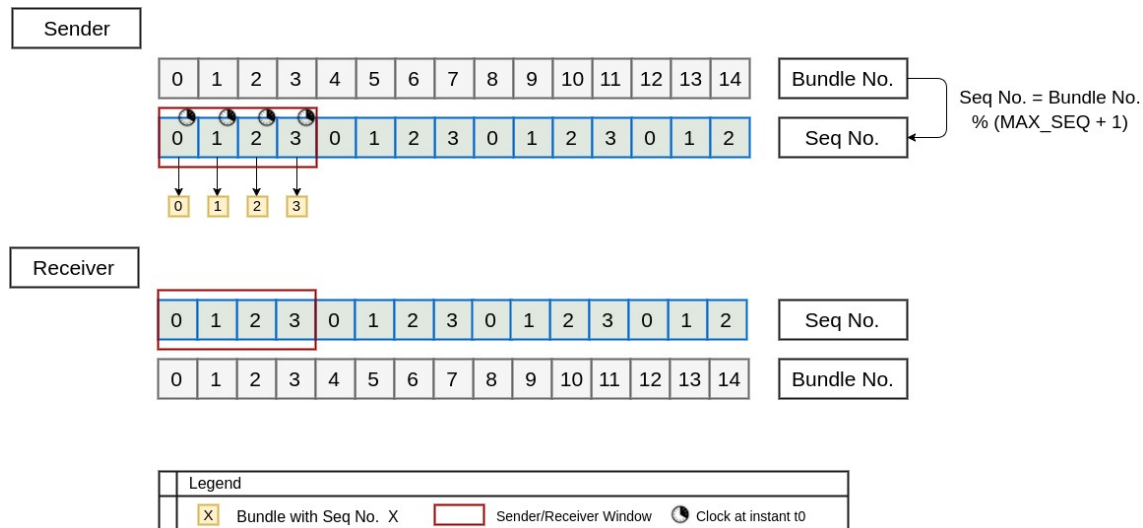 Sender
0 1 2 3 4 5 6 7 8 9 10 11 12 13 14
Bundle No.
Seq No. = Bundle No.
% (MAX_SEQ + 1)
0 1 2 3 0 1 2 3 0 1 2 3 0 1 2
Seq No.
0 1 2 3
Receiver
0 1 2 3 0 1 2 3 0 1 2 3 0 1 2
Seq No.
0 1 2 3 4 5 6 7 8 9 10 11 12 13 14
Bundle No.
Legend
X Bundle with Seq No. X
Sender/Receiver Window
Clock at instant t0